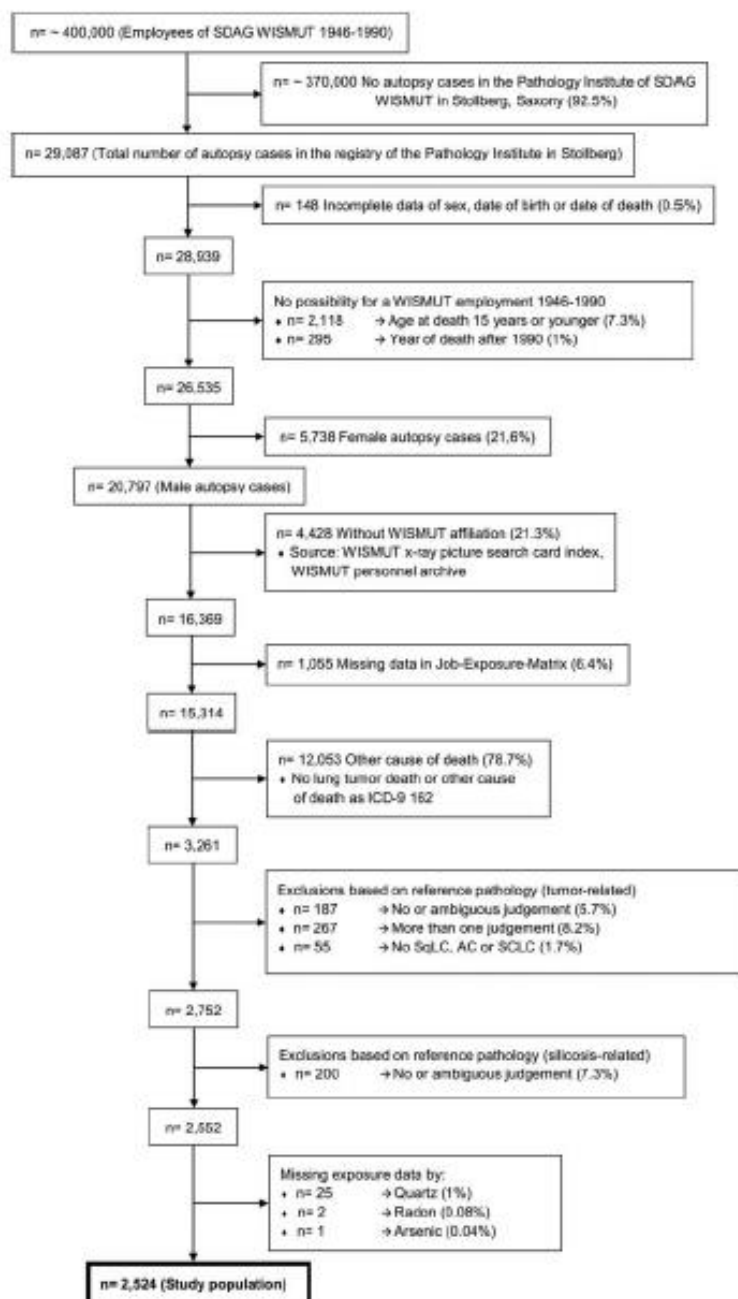 n= ~ 400,000 (Employees of SDAG WISMUT 1946-1990)
n= ~ 370,000 No autopsy cases in the Pathology Institute of SDAG
WISMUT in Stollberg, Saxony (92.5%)
n= 29,087 (Total number of autopsy cases in the registry of the Pathology Institute in Stollberg)
n= 148 Incomplete data of sex, date of birth or date of death (0.5%)
n= 28,939
No possibility for a WISMUT employment 1946-1990
♦ n= 2,118 → Age at death 15 years or younger (7.3%)
♦ n= 295 → Year of death after 1990 (1%)
n= 26,535
n= 5,738 Female autopsy cases (21,6%)
n= 20,797 (Male autopsy cases)
n= 4,428 Without WISMUT affiliation (21.3%)
♦ Source: WISMUT x-ray picture search card index,
WISMUT personnel archive
n= 16,369
n= 1,055 Missing data in Job-Exposure-Matrix (6.4%)
n= 15,314
n= 12,053 Other cause of death (78.7%)
♦ No lung tumor death or other cause
of death as ICD-9 162
n= 3,261
Exclusions based on reference pathology (tumor-related)
♦ n= 187 → No or ambiguous judgement (5.7%)
♦ n= 267 → More than one judgement (8.2%)
♦ n= 55 → No SqLC, AC or SCLC (1.7%)
n= 2,752
Exclusions based on reference pathology (silicosis-related)
♦ n= 200 → No or ambiguous judgement (7.3%)
n= 2,552
Missing exposure data by:
♦ n= 25 → Quartz (1%)
♦ n= 2 → Radon (0.08%)
♦ n= 1 → Arsenic (0.04%)
n= 2,524 (Study population)